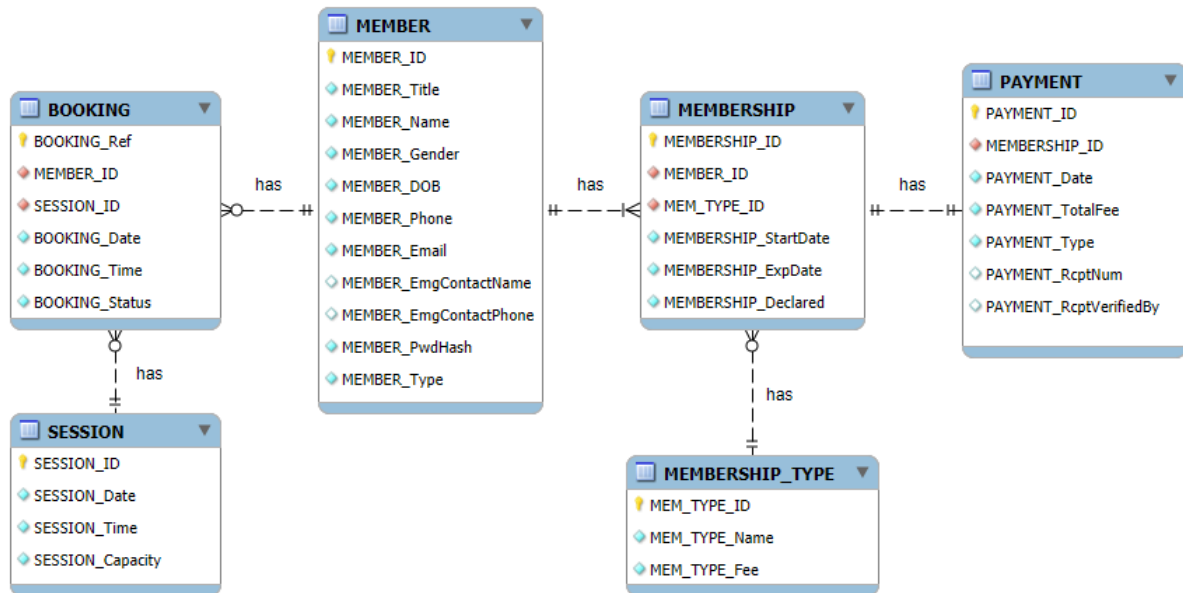 BOOKING
BOOKING_Ref
MEMBER_ID
SESSION_ID
BOOKING_Date
BOOKING_Time
BOOKING_Status
has
MEMBER
MEMBER_ID
MEMBER_Title
MEMBER_Name
MEMBER_Gender
MEMBER_DOB
MEMBER_Phone
MEMBER_Email
MEMBER_EmgContactName
MEMBER_EmgContactPhone
MEMBER_PwdHash
MEMBER_Type
has
MEMBERSHIP
MEMBERSHIP_ID
MEMBER_ID
MEM_TYPE_ID
MEMBERSHIP_StartDate
MEMBERSHIP_ExpDate
MEMBERSHIP_Declared
has
PAYMENT
PAYMENT_ID
MEMBERSHIP_ID
PAYMENT_Date
PAYMENT_TotalFee
PAYMENT_Type
PAYMENT_RcptNum
PAYMENT_RcptVerifiedBy
has
SESSION
SESSION_ID
SESSION_Date
SESSION_Time
SESSION_Capacity
has
MEMBERSHIP_TYPE
MEM_TYPE_ID
MEM_TYPE_Name
MEM_TYPE_Fee